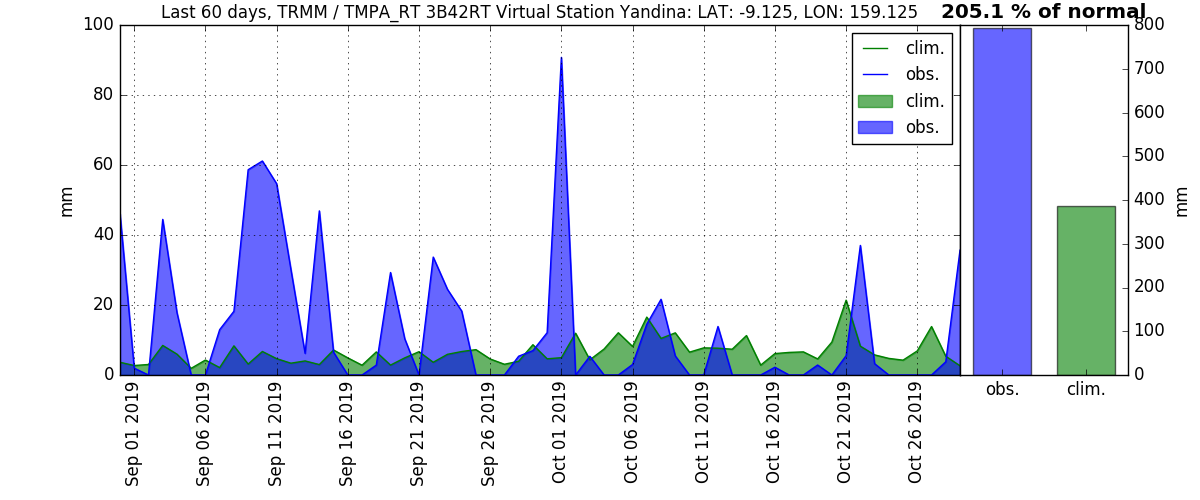 Last 60 days, TRMM / TMPA_RT 3B42RT Virtual Station Yandina: LAT: -9.125, LON: 159.125
205.1 % of normal
100
80
60
40
20
0
mm
clim.
obs.
clim.
obs.
800
700
600
500
400
300
200
100
0
mm
Sep 01 2019
Sep 06 2019
Sep 11 2019
Sep 16 2019
Sep 21 2019
Sep 26 2019
Oct 01 2019
Oct 06 2019
Oct 11 2019
Oct 16 2019
Oct 21 2019
Oct 26 2019
obs.
clim.